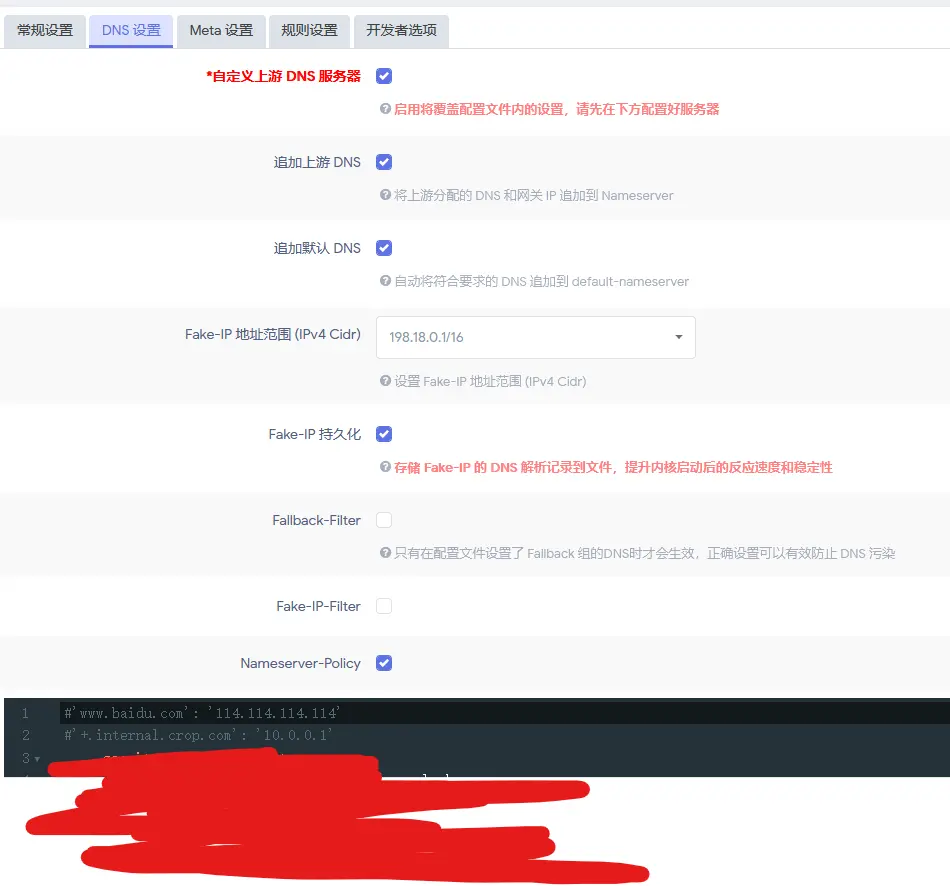 常规设置 DNS 设置 Meta 设置 规则设置 开发者选项
*自定义上游 DNS 服务器
启用将覆盖配置文件内的设置，请先在下方配置好服务器
追加上游 DNS
将上游分配的 DNS 和网关 IP 追加到 Nameserver
追加默认 DNS
自动将符合要求的 DNS 追加到 default-nameserver
Fake-IP 地址范围 (IPv4 Cidr) 198.18.0.1/16
设置 Fake-IP 地址范围 (IPv4 Cidr)
Fake-IP 持久化
存储 Fake-IP 的 DNS 解析记录到文件，提升内核启动后的反应速度和稳定性
Fallback-Filter
只有在配置文件设置了 Fallback 组的DNS时才会生效，正确设置可以有效防止 DNS 污染
Fake-IP-Filter
Nameserver-Policy
1 #'www.baidu.com': '114.114.114.114'
2 #'+.internal.crop.com': '10.0.0.1'
3